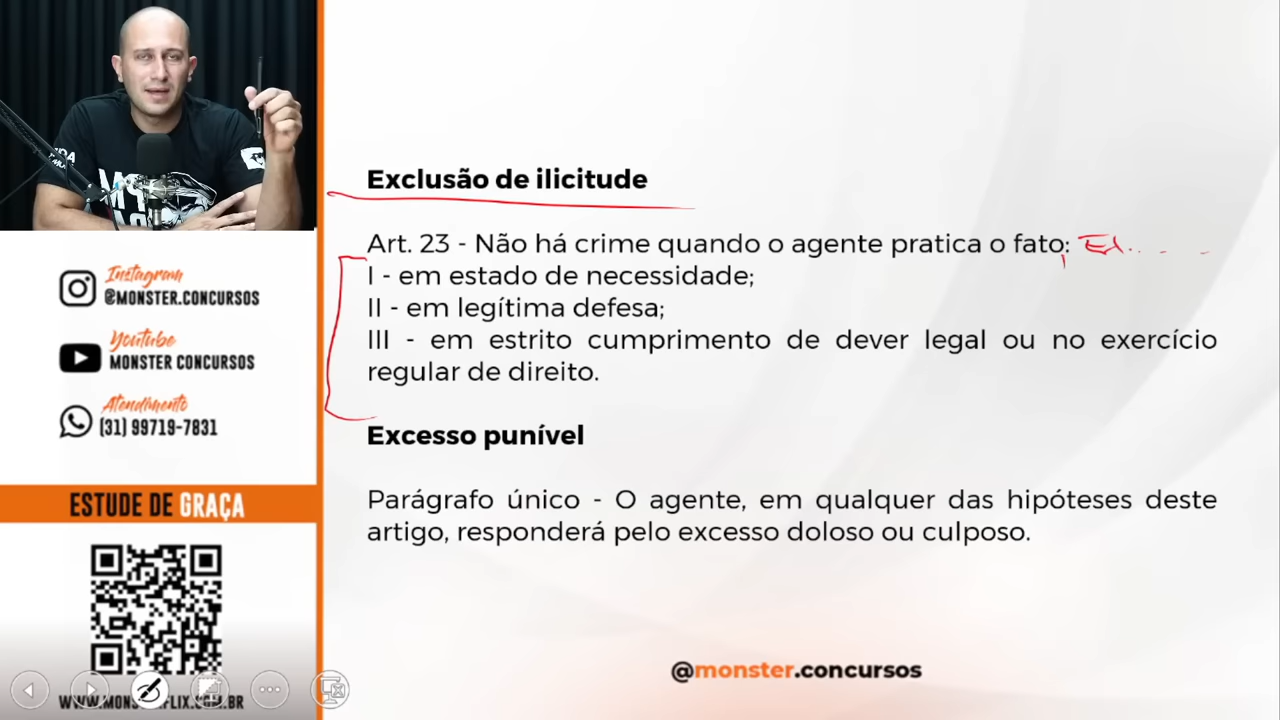 Exclusão de ilicitude
Art. 23 - Não há crime quando o agente pratica o fato:
I - em estado de necessidade;
II - em legítima defesa;
III - em estrito cumprimento de dever legal ou no exercício
regular de direito.
Excesso punível
Parágrafo único - O agente, em qualquer das hipóteses deste
artigo, responderá pelo excesso doloso ou culposo.
@monster.concursos
Instagram
@MONSTER.CONCURSOS
Youtube
MONSTER CONCURSOS
Atendimento
(31) 99719-7831
ESTUDE DE GRAÇA